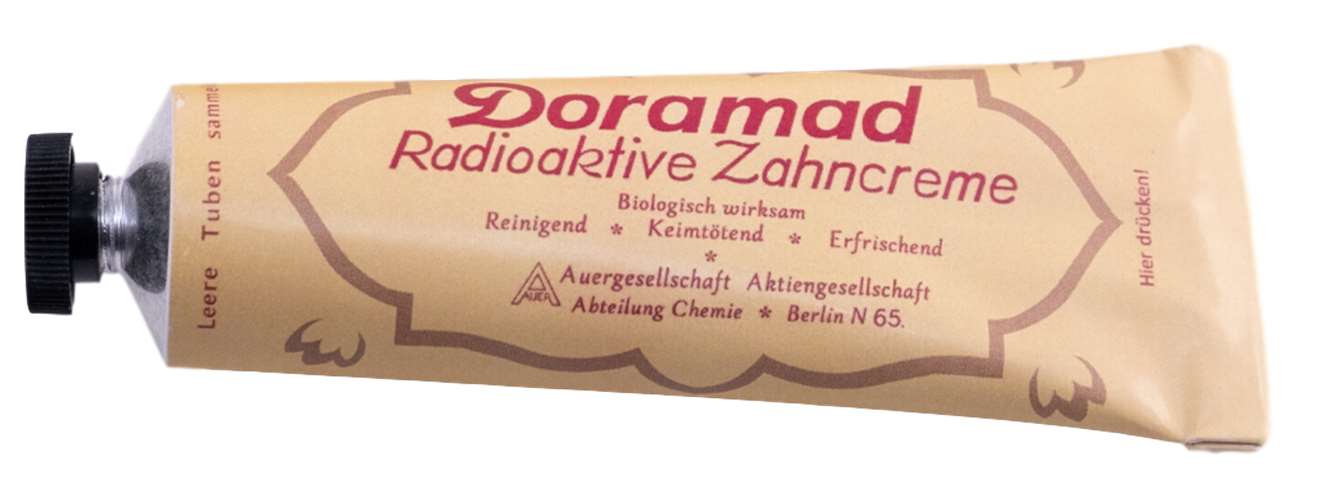 Doramad
Radioaktive Zahncreme
Biologisch wirksam
Reinigend * Keimtötend * Erfrischend
*
AUER
Auergesellschaft Aktiengesellschaft
Abteilung Chemie * Berlin N 65.
Leere Tuben samme
Hier drücken!